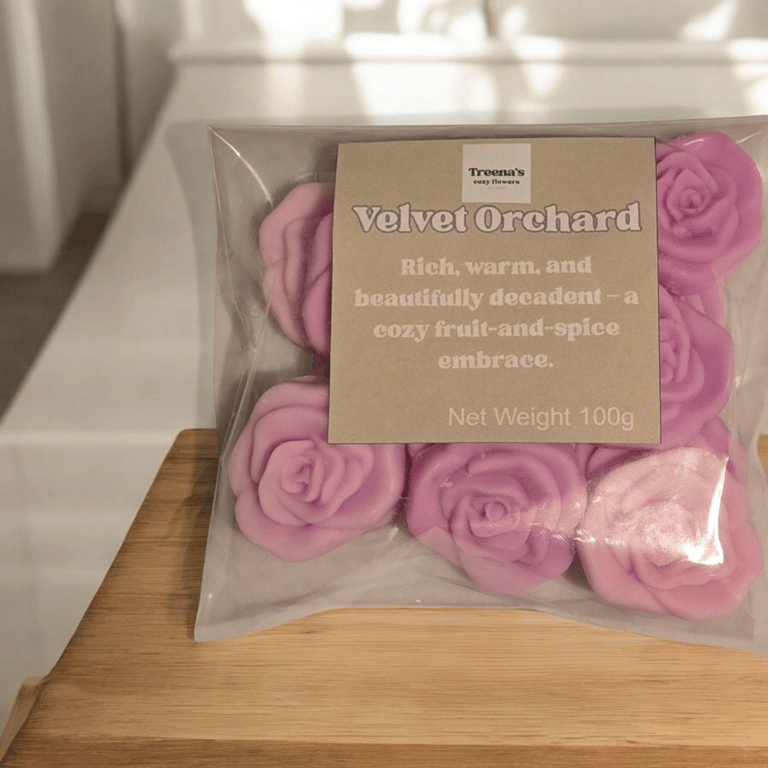 Treena's
cozy flowers
Velvet Orchard
Rich, warm, and
beautifully decadent – a
cozy fruit-and-spice
embrace.
Net Weight 100g